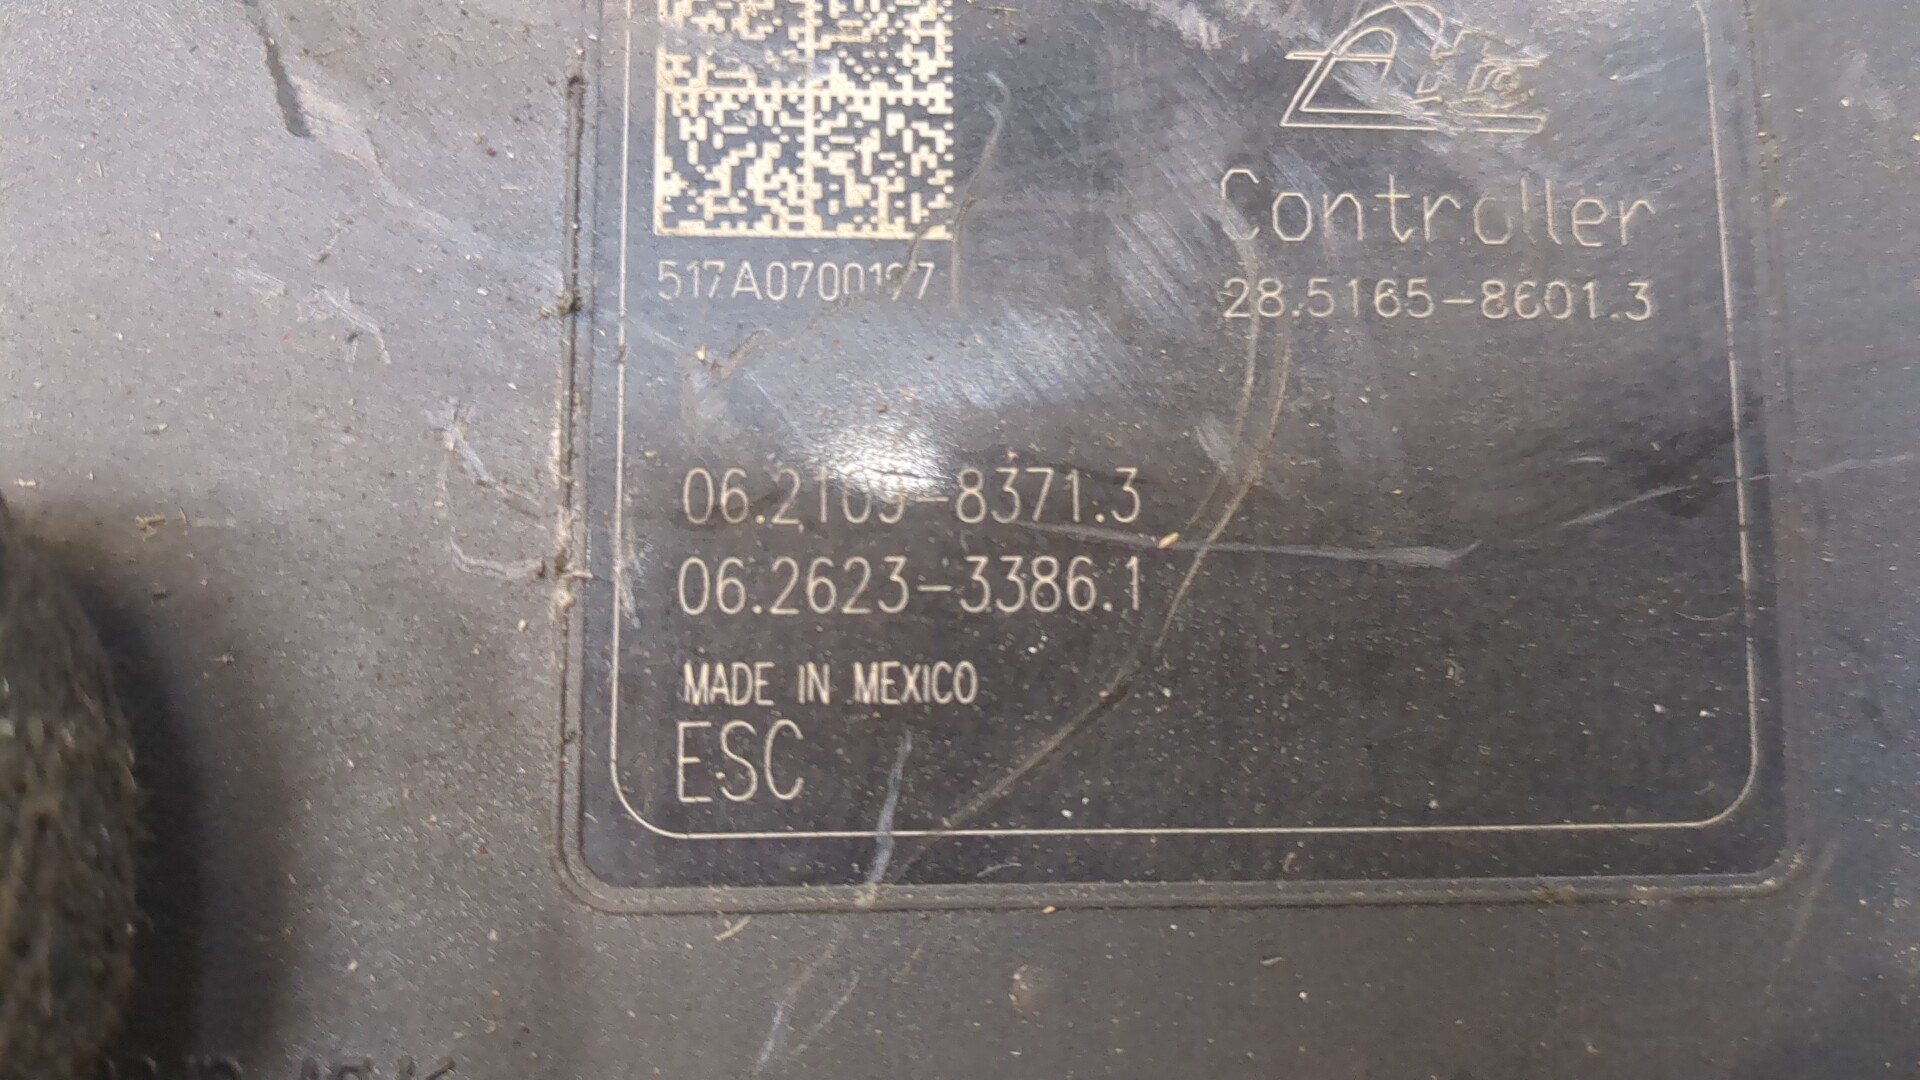 Ate
Controller
517A0700197
28.5165-8601.3
06.2109-8371.3
06.2623-3386.1
MADE IN MEXICO
ESC